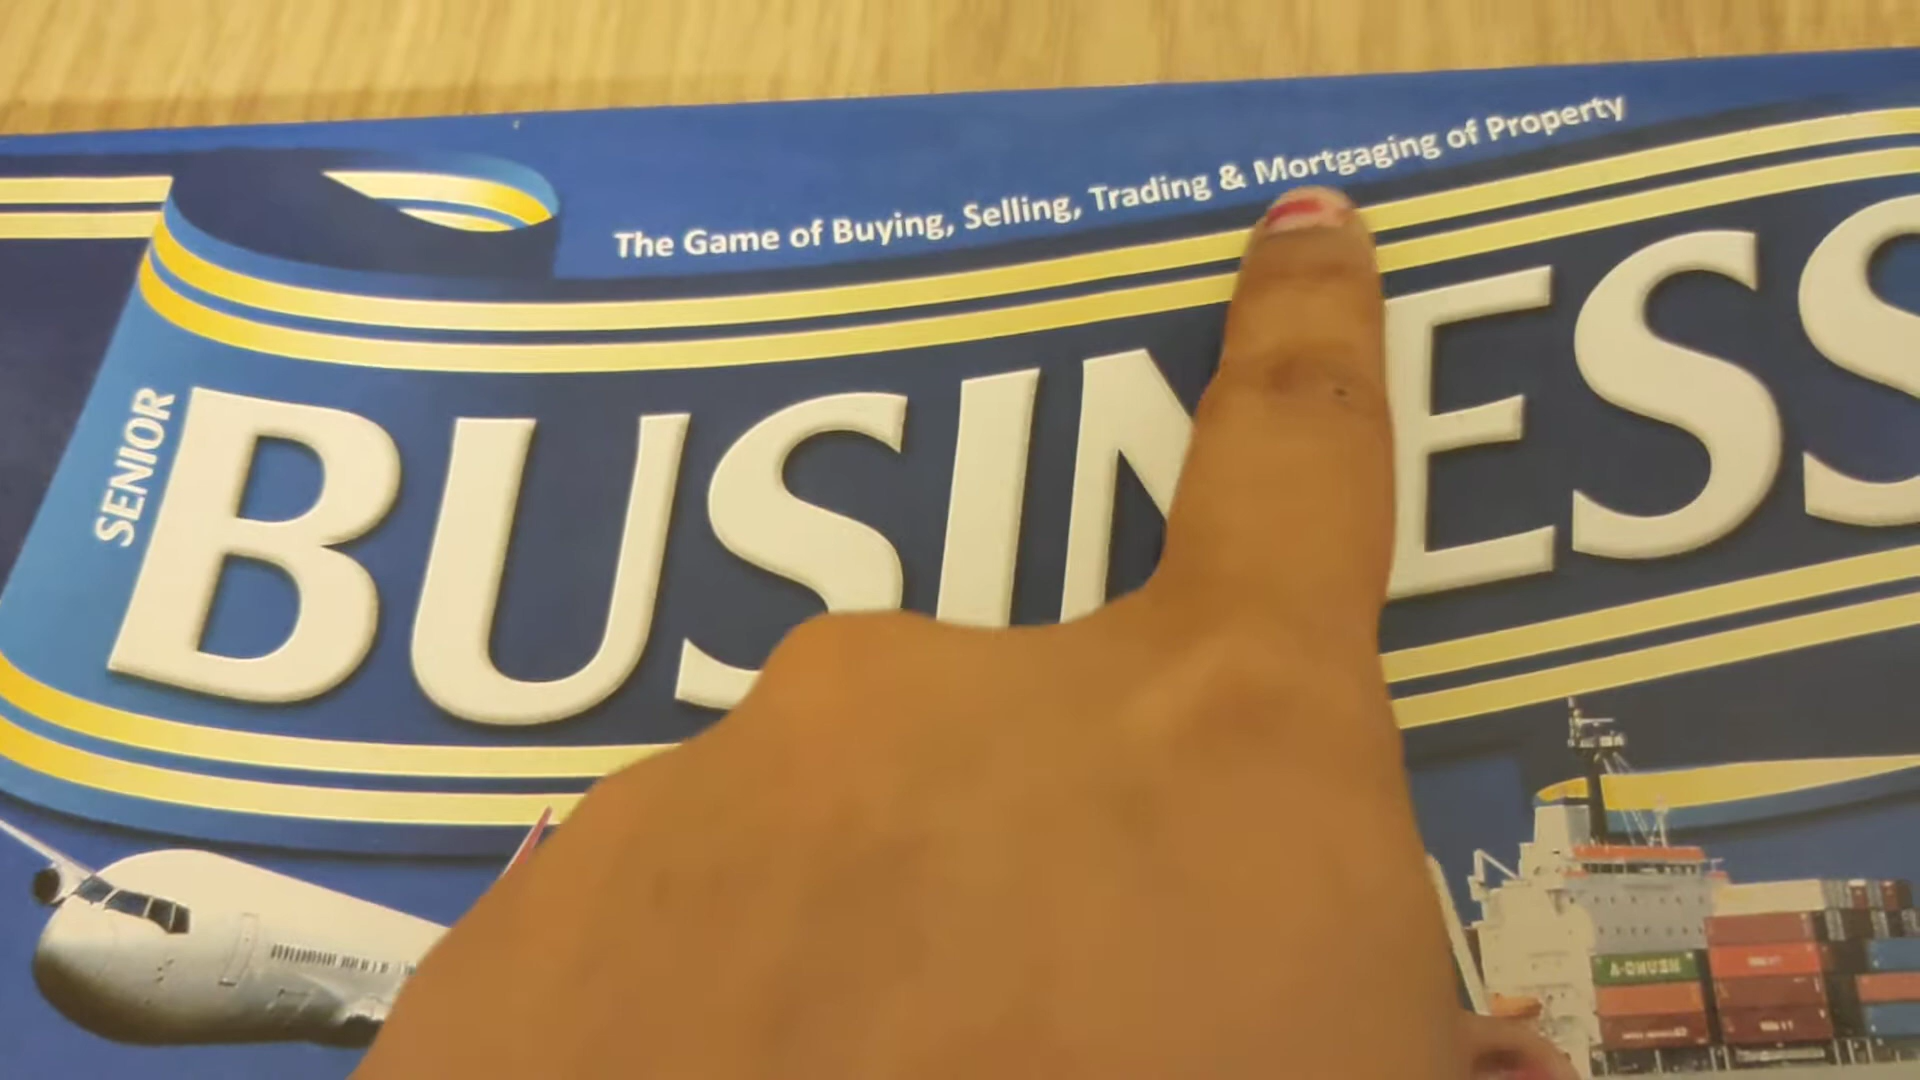 The Game of Buying, Selling, Trading & Mortgaging of Property
SENIOR
BUSINESS